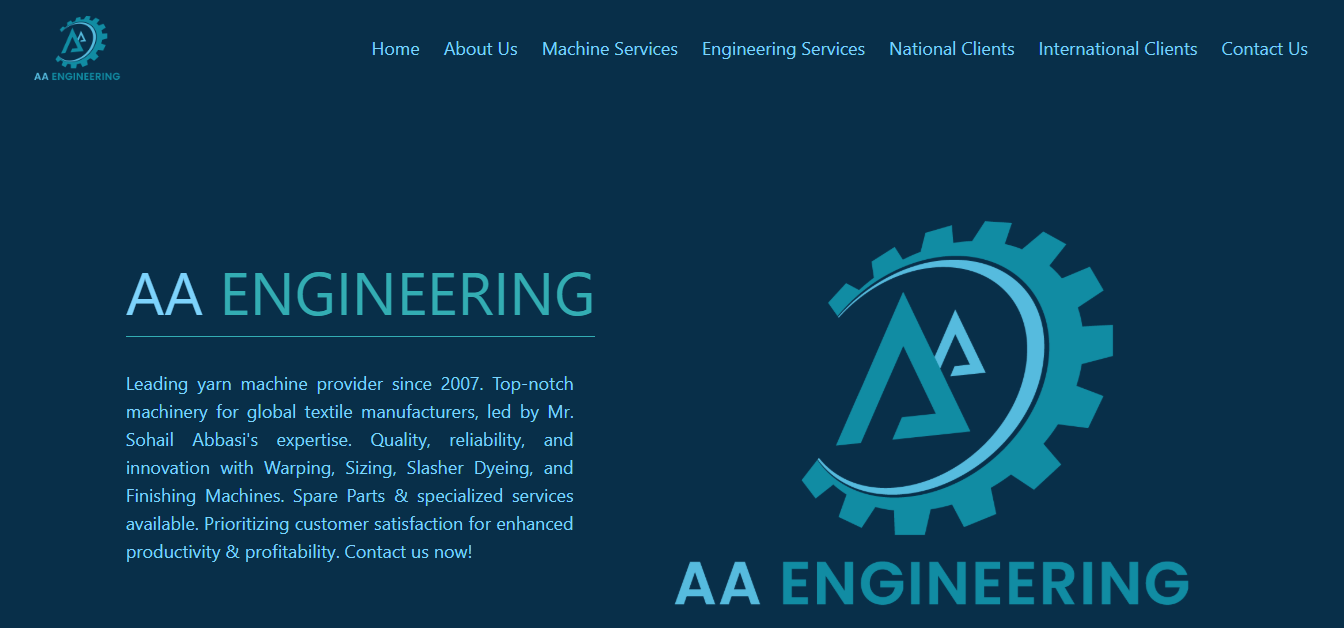 AA ENGINEERING
Home About Us Machine Services Engineering Services National Clients International Clients Contact Us
AA ENGINEERING
Leading yarn machine provider since 2007. Top-notch
machinery for global textile manufacturers, led by Mr.
Sohail Abbasi's expertise. Quality, reliability, and
innovation with Warping, Sizing, Slasher Dyeing, and
Finishing Machines. Spare Parts & specialized services
available. Prioritizing customer satisfaction for enhanced
productivity & profitability. Contact us now!
AA ENGINEERING